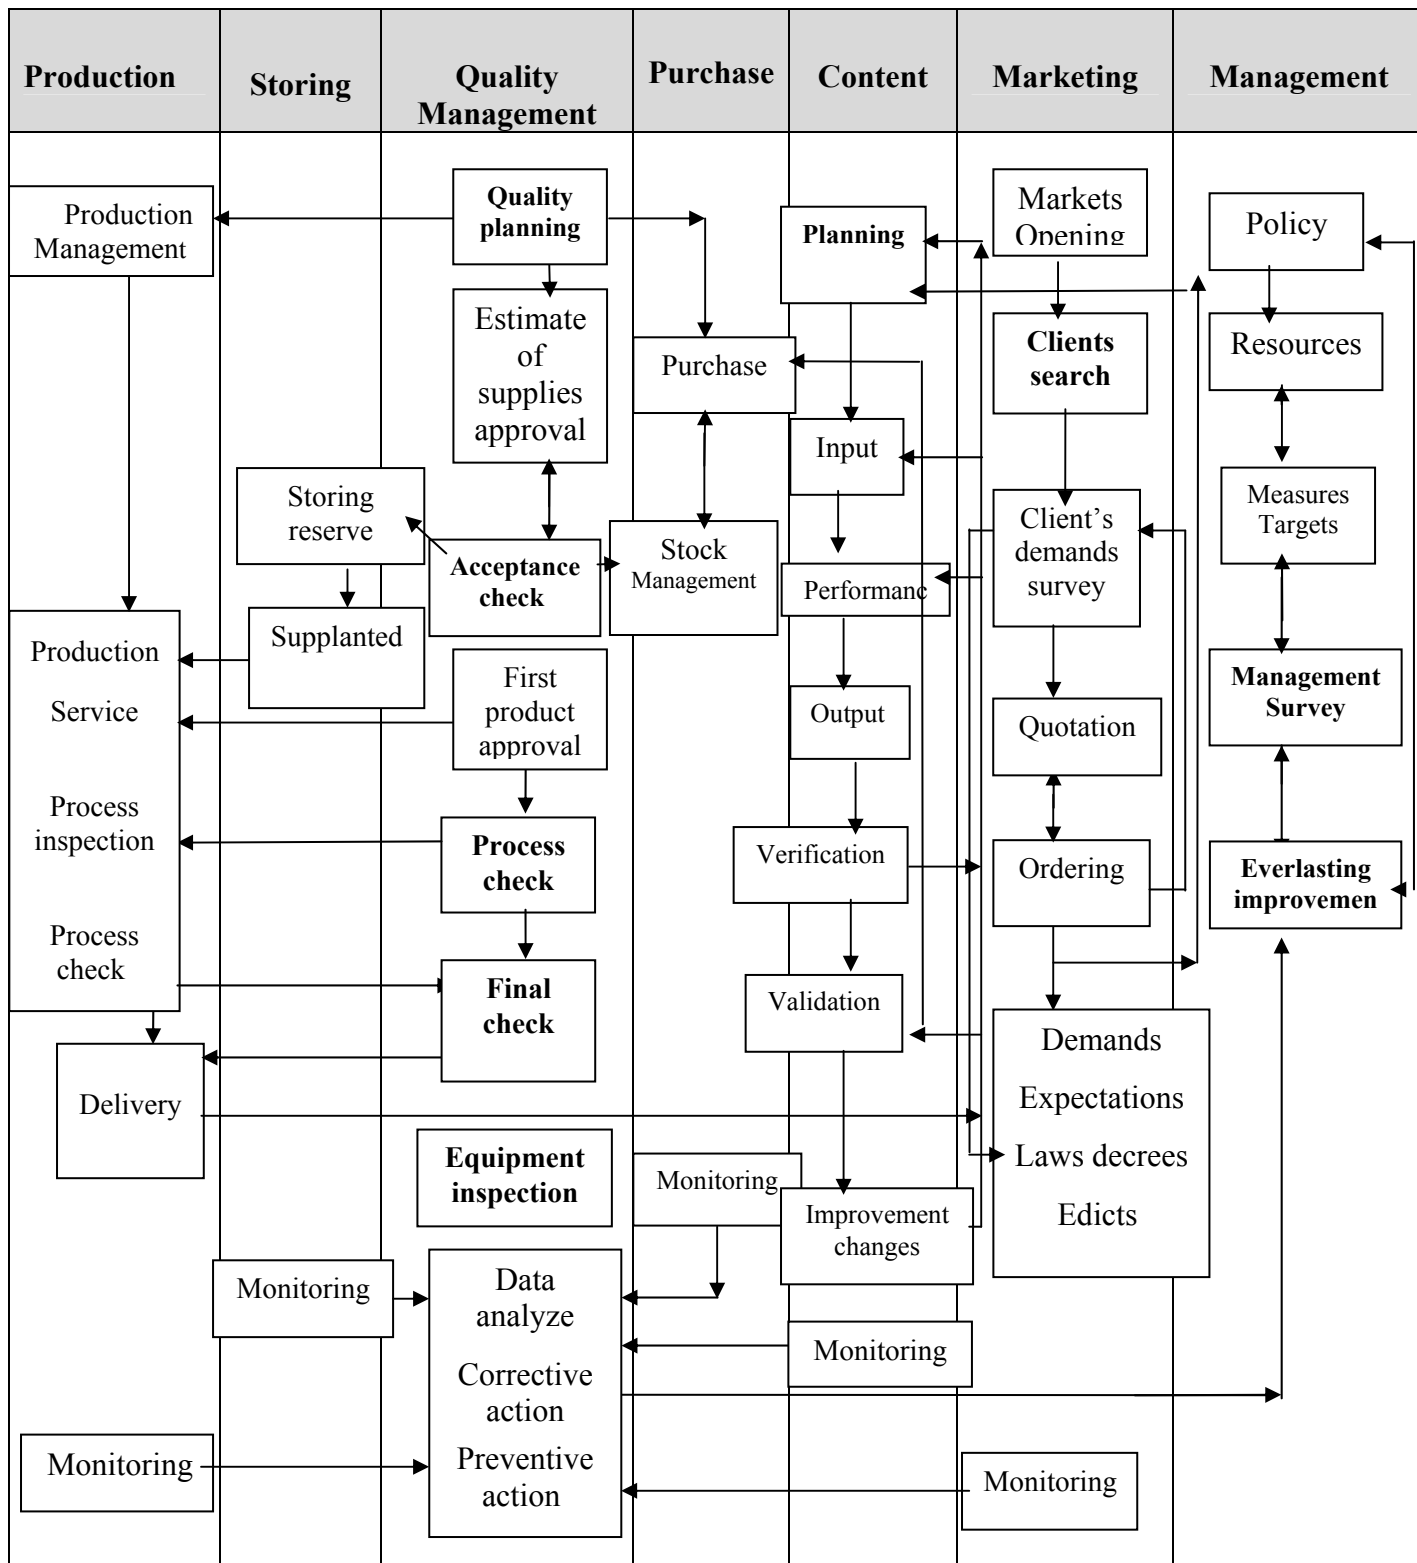 Production
Storing
Quality
Management
Purchase
Content
Marketing
Management
Production
Management
Quality
planning
Planning
Markets
Opening
Policy
Estimate
of
supplies
approval
Purchase
Clients
search
Resources
Input
Storing
reserve
Acceptance
check
Stock
Management
Performanc
Client’s
demands
survey
Measures
Targets
Production
Service
Process
inspection
Process
check
Supplanted
First
product
approval
Output
Quotation
Management
Survey
Process
check
Verification
Ordering
Everlasting
improvemen
Final
check
Validation
Demands
Expectations
Laws decrees
Edicts
Delivery
Equipment
inspection
Monitoring
Improvement
changes
Monitoring
Data
analyze
Corrective
action
Preventive
action
Monitoring
Monitoring
Monitoring